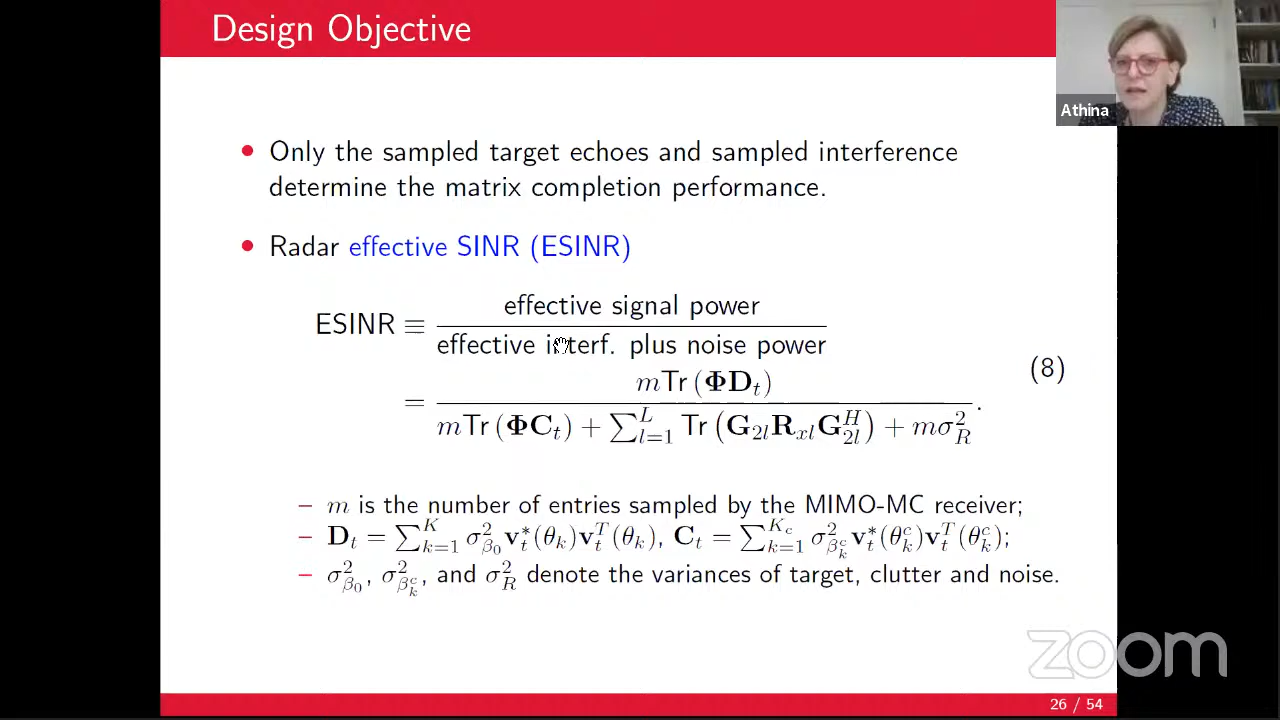 Design Objective
Athina
• Only the sampled target echoes and sampled interference
determine the matrix completion performance.
• Radar effective SINR (ESINR)
ESINR ≡ effective signal power / effective interf. plus noise power
= mTr (ΦD_t) / mTr (ΦC_t) + ∑_{l=1}^{L} Tr (G_{2l}R_{xl}G_{2l}^H) + mσ_R^2 .
(8)
– m is the number of entries sampled by the MIMO-MC receiver;
– D_t = ∑_{k=1}^{K} σ_{β_0}^2 v_t^*(θ_k)v_t^T(θ_k), C_t = ∑_{k=1}^{K_c} σ_{β_k^c}^2 v_t^*(θ_k^c)v_t^T(θ_k^c);
– σ_{β_0}^2, σ_{β_k^c}^2, and σ_R^2 denote the variances of target, clutter and noise.
zoom
26 / 54